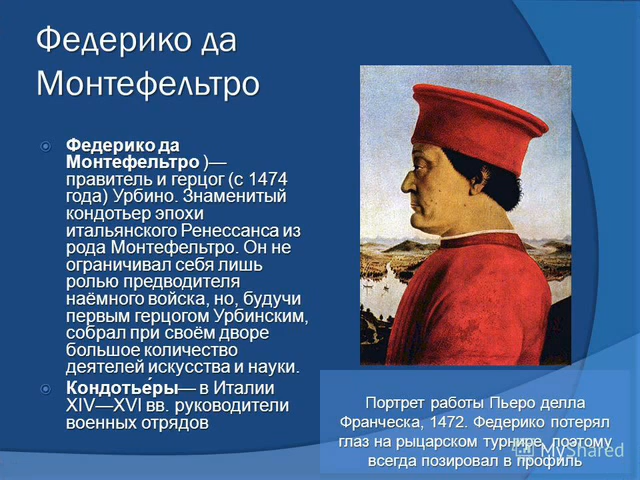 Федерико да
Монтефельтро
Федерико да
Монтефельтро )—
правитель и герцог (с 1474
года) Урбино. Знаменитый
кондотьер эпохи
итальянского Ренессанса из
рода Монтефельтро. Он не
ограничивал себя лишь
ролью предводителя
наёмного войска, но, будучи
первым герцогом Урбинским,
собрал при своём дворе
большое количество
деятелей искусства и науки.
Кондотье́ры— в Италии
XIV—XVI вв. руководители
военных отрядов
Портрет работы Пьеро делла
Франческа, 1472. Федерико потерял
глаз на рыцарском турнире, поэтому
всегда позировал в профиль
MyShared